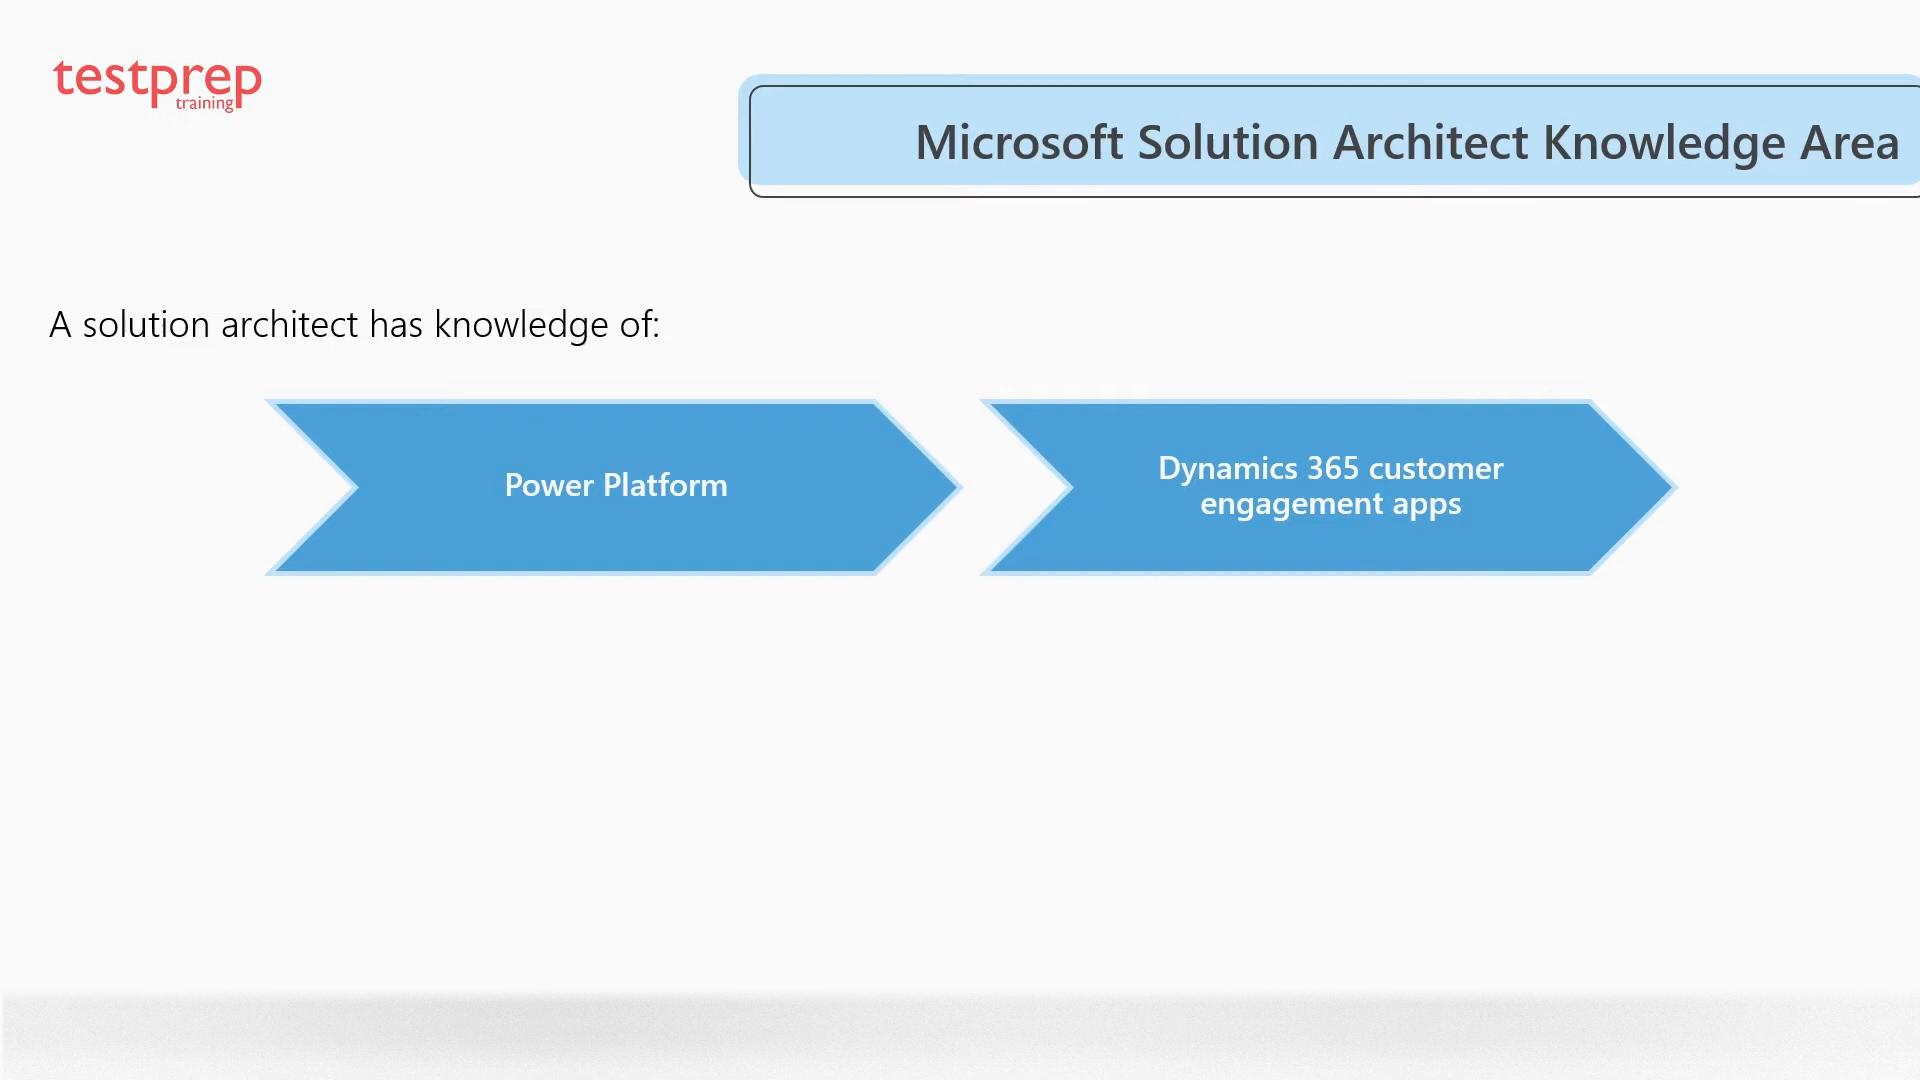 testprep
training
Microsoft Solution Architect Knowledge Area
A solution architect has knowledge of:
Power Platform
Dynamics 365 customer
engagement apps